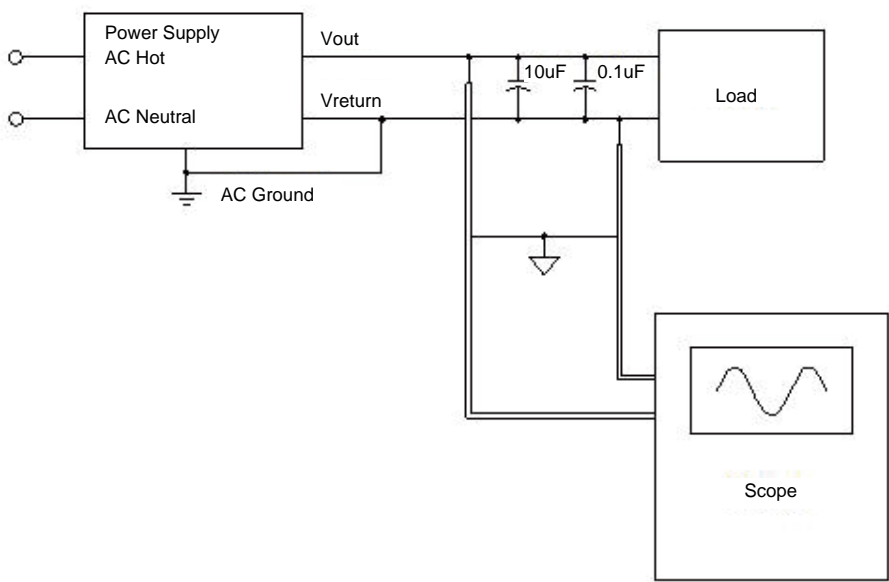 Power Supply
AC Hot
Vout
10uF
0.1uF
Load
AC Neutral
Vreturn
AC Ground
Scope